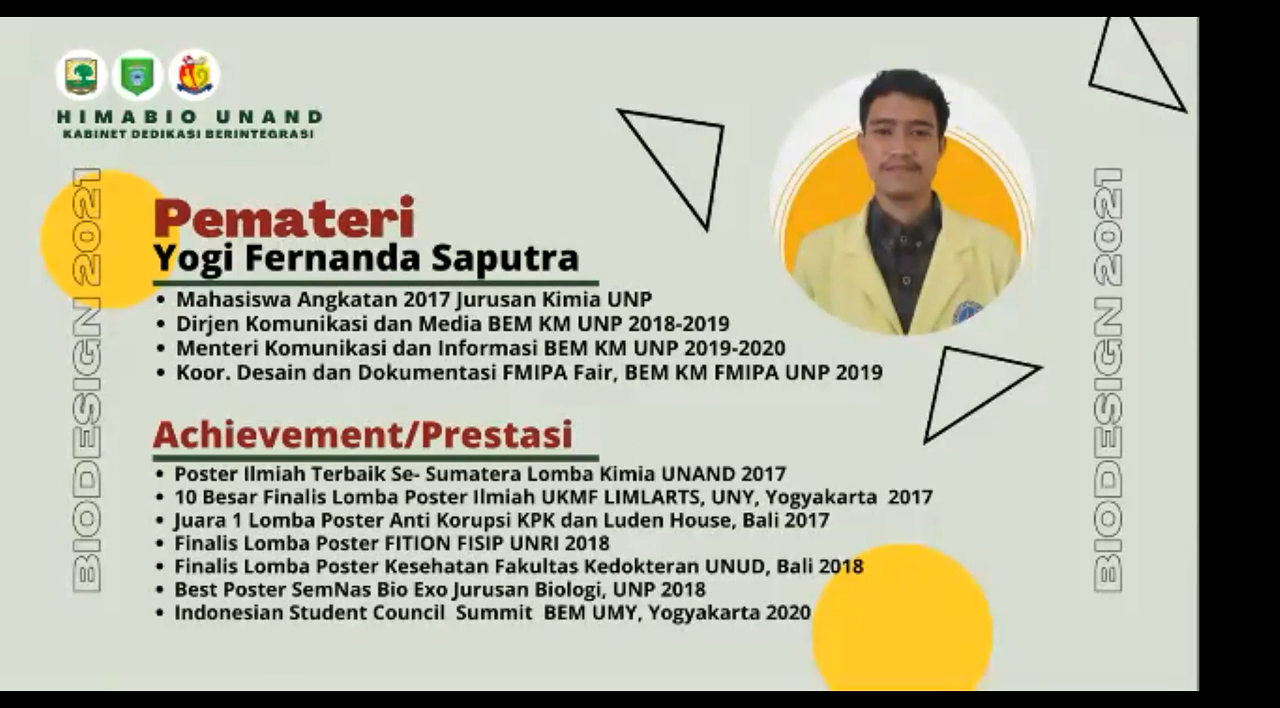 HIMABIO UNAND
KABINET DEDIKASI BERINTEGRASI
BIODESIGN 2021
Pemateri
Yogi Fernanda Saputra
• Mahasiswa Angkatan 2017 Jurusan Kimia UNP
• Dirjen Komunikasi dan Media BEM KM UNP 2018-2019
• Menteri Komunikasi dan Informasi BEM KM UNP 2019-2020
• Koor. Desain dan Dokumentasi FMIPA Fair, BEM KM FMIPA UNP 2019
Achievement/Prestasi
• Poster Ilmiah Terbaik Se- Sumatera Lomba Kimia UNAND 2017
• 10 Besar Finalis Lomba Poster Ilmiah UKMF LIMLARTS, UNY, Yogyakarta 2017
• Juara 1 Lomba Poster Anti Korupsi KPK dan Luden House, Bali 2017
• Finalis Lomba Poster FITION FISIP UNRI 2018
• Finalis Lomba Poster Kesehatan Fakultas Kedokteran UNUD, Bali 2018
• Best Poster SemNas Bio Exo Jurusan Biologi, UNP 2018
• Indonesian Student Council Summit BEM UMY, Yogyakarta 2020
BIODESIGN 2021